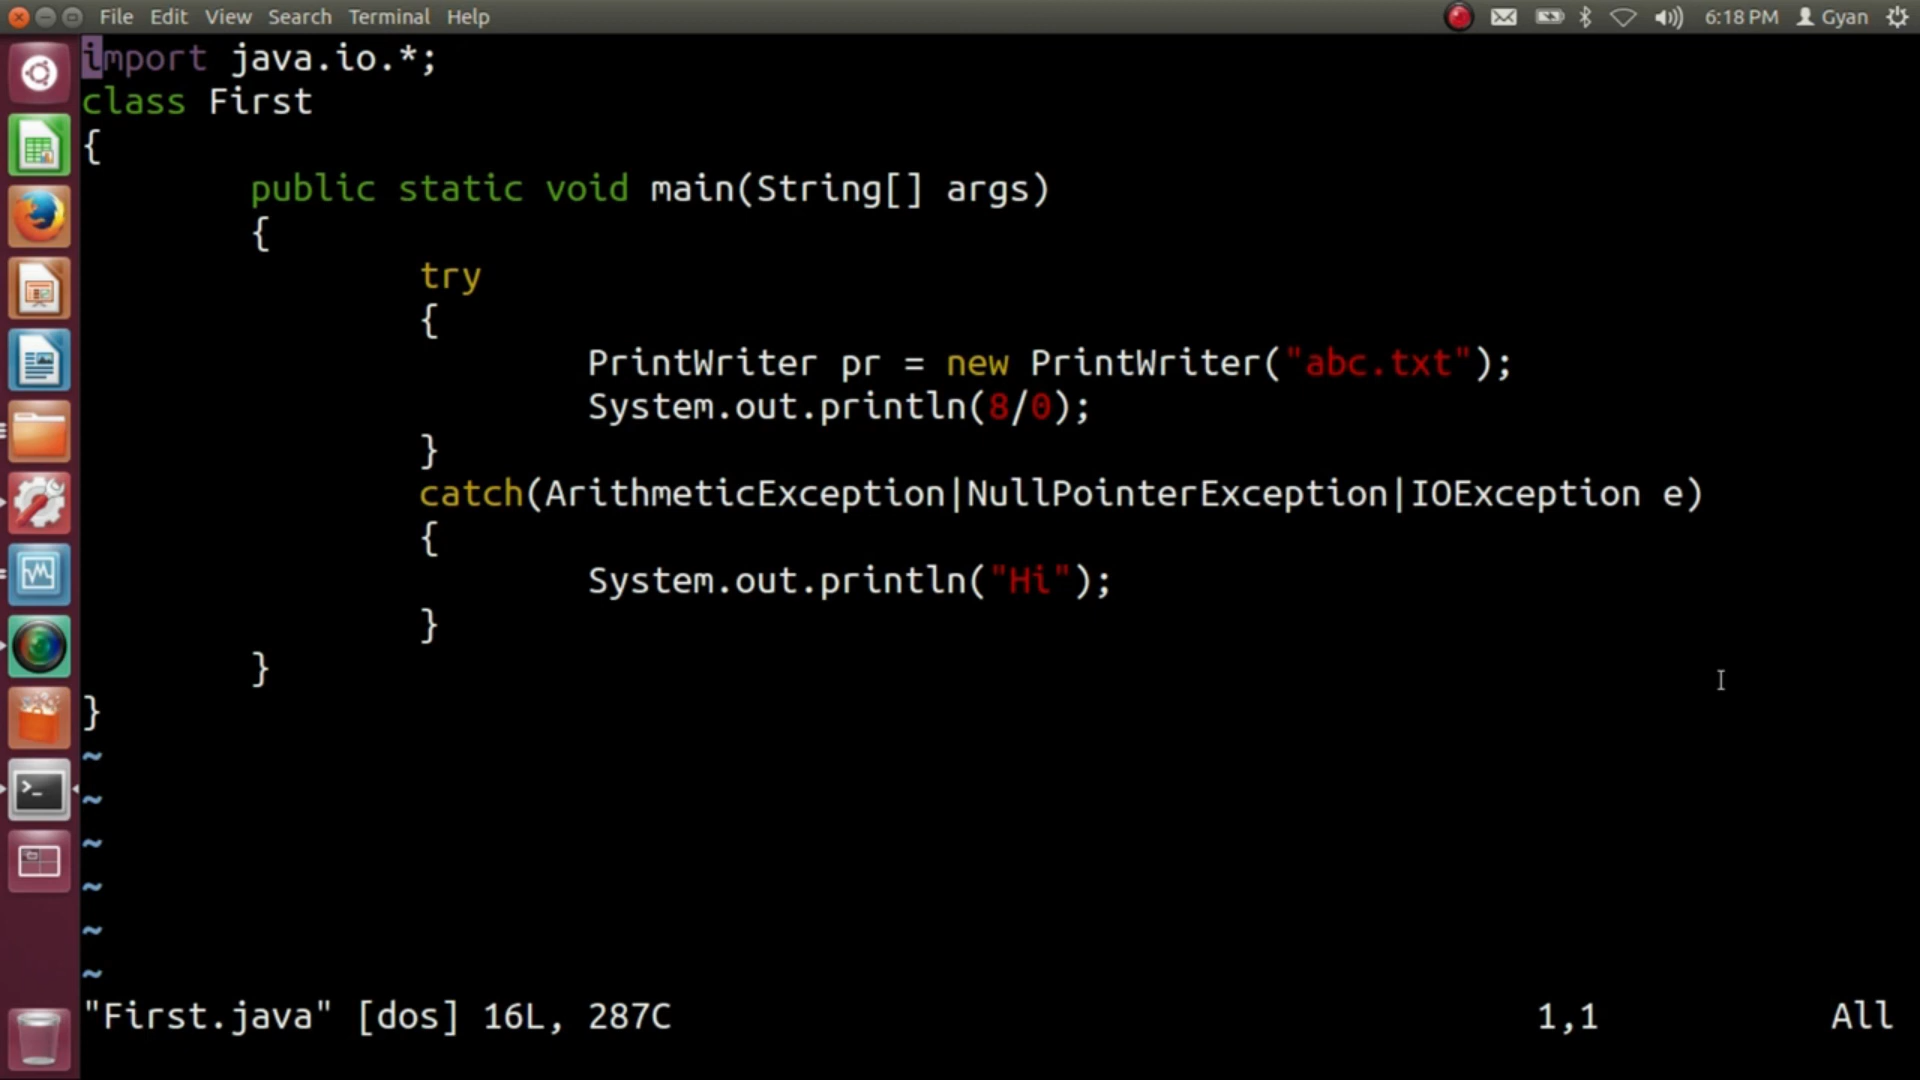 File Edit View Search Terminal Help 6:18 PM Gyan
import java.io.*;
class First
{
public static void main(String[] args)
{
try
{
PrintWriter pr = new PrintWriter("abc.txt");
System.out.println(8/0);
}
catch(ArithmeticException|NullPointerException|IOException e)
{
System.out.println("Hi");
}
}
}
~
~
~
~
~
~
"First.java" [dos] 16L, 287C 1,1 All